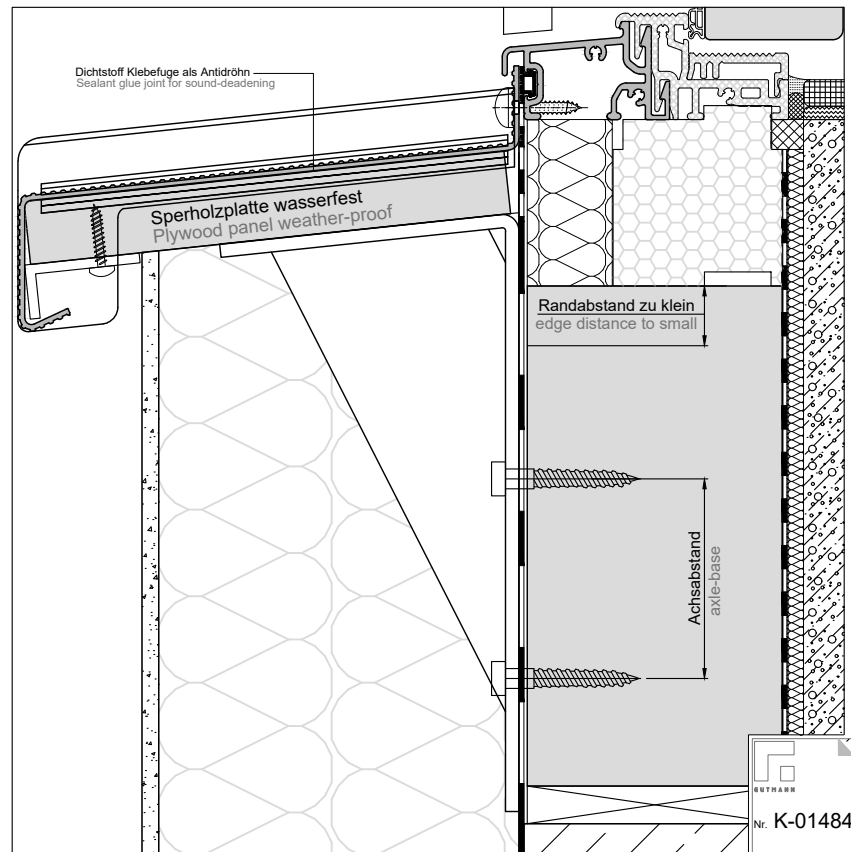 Dichtstoff Klebefuge als Antidröhn
Sealant glue joint for sound-deadening
Sperholzplatte wasserfest
Plywood panel weather-proof
Randabstand zu klein
edge distance to small
Achsabstand
axle-base
GUTMANN
Nr. K-01484